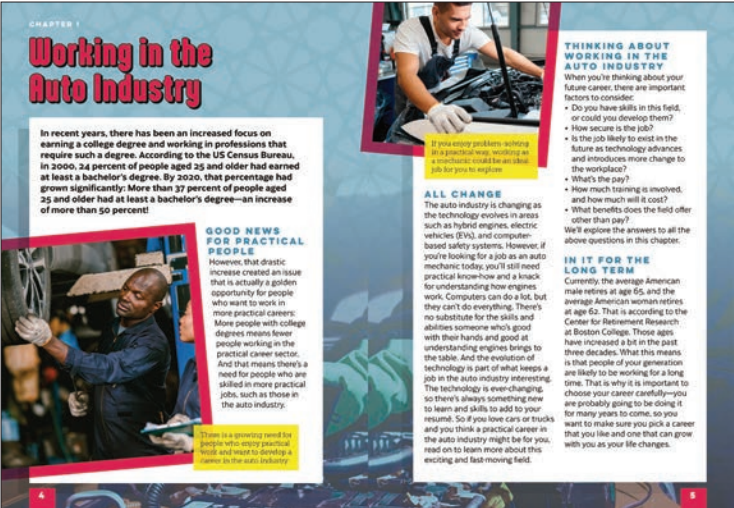 CHAPTER 1
Working in the
Auto Industry
In recent years, there has been an increased focus on
earning a college degree and working in professions that
require such a degree. According to the US Census Bureau,
in 2000, 24 percent of people aged 25 and older had earned
at least a bachelor's degree. By 2020, that percentage had
grown significantly: More than 37 percent of people aged
25 and older had at least a bachelor's degree—an increase
of more than 50 percent!
GOOD NEWS
FOR PRACTICAL
PEOPLE
However, that drastic
increase created an issue
that is actually a golden
opportunity for people
who want to work in
more practical careers:
More people with college
degrees means fewer
people working in the
practical career sector.
And that means there's a
need for people who are
skilled in more practical
jobs, such as those in
the auto industry.
There is a growing need for
people who enjoy practical
work and want to develop a
career in the auto industry
4
If you enjoy problem-solving
in a practical way, working as
a mechanic could be an ideal
job for you to explore
ALL CHANGE
The auto industry is changing as
the technology evolves in areas
such as hybrid engines, electric
vehicles (EVs), and computer-
based safety systems. However, if
you're looking for a job as an auto
mechanic today, you'll still need
practical know-how and a knack
for understanding how engines
work. Computers can do a lot, but
they can't do everything. There's
no substitute for the skills and
abilities someone who's good
with their hands and good at
understanding engines brings to
the table. And the evolution of
technology is part of what keeps a
job in the auto industry interesting.
The technology is ever-changing,
so there's always something new
to learn and skills to add to your
resumé. So if you love cars or trucks
and you think a practical career in
the auto industry might be for you,
read on to learn more about this
exciting and fast-moving field.
THINKING ABOUT
WORKING IN THE
AUTO INDUSTRY
When you're thinking about your
future career, there are important
factors to consider:
• Do you have skills in this field,
or could you develop them?
• How secure is the job?
• Is the job likely to exist in the
future as technology advances
and introduces more change to
the workplace?
• What's the pay?
• How much training is involved,
and how much will it cost?
• What benefits does the field offer
other than pay?
We'll explore the answers to all the
above questions in this chapter.
IN IT FOR THE
LONG TERM
Currently, the average American
male retires at age 65, and the
average American woman retires
at age 62. That is according to the
Center for Retirement Research
at Boston College. Those ages
have increased a bit in the past
three decades. What this means
is that people of your generation
are likely to be working for a long
time. That is why it is important to
choose your career carefully—you
are probably going to be doing it
for many years to come, so you
want to make sure you pick a career
that you like and one that can grow
with you as your life changes.
5